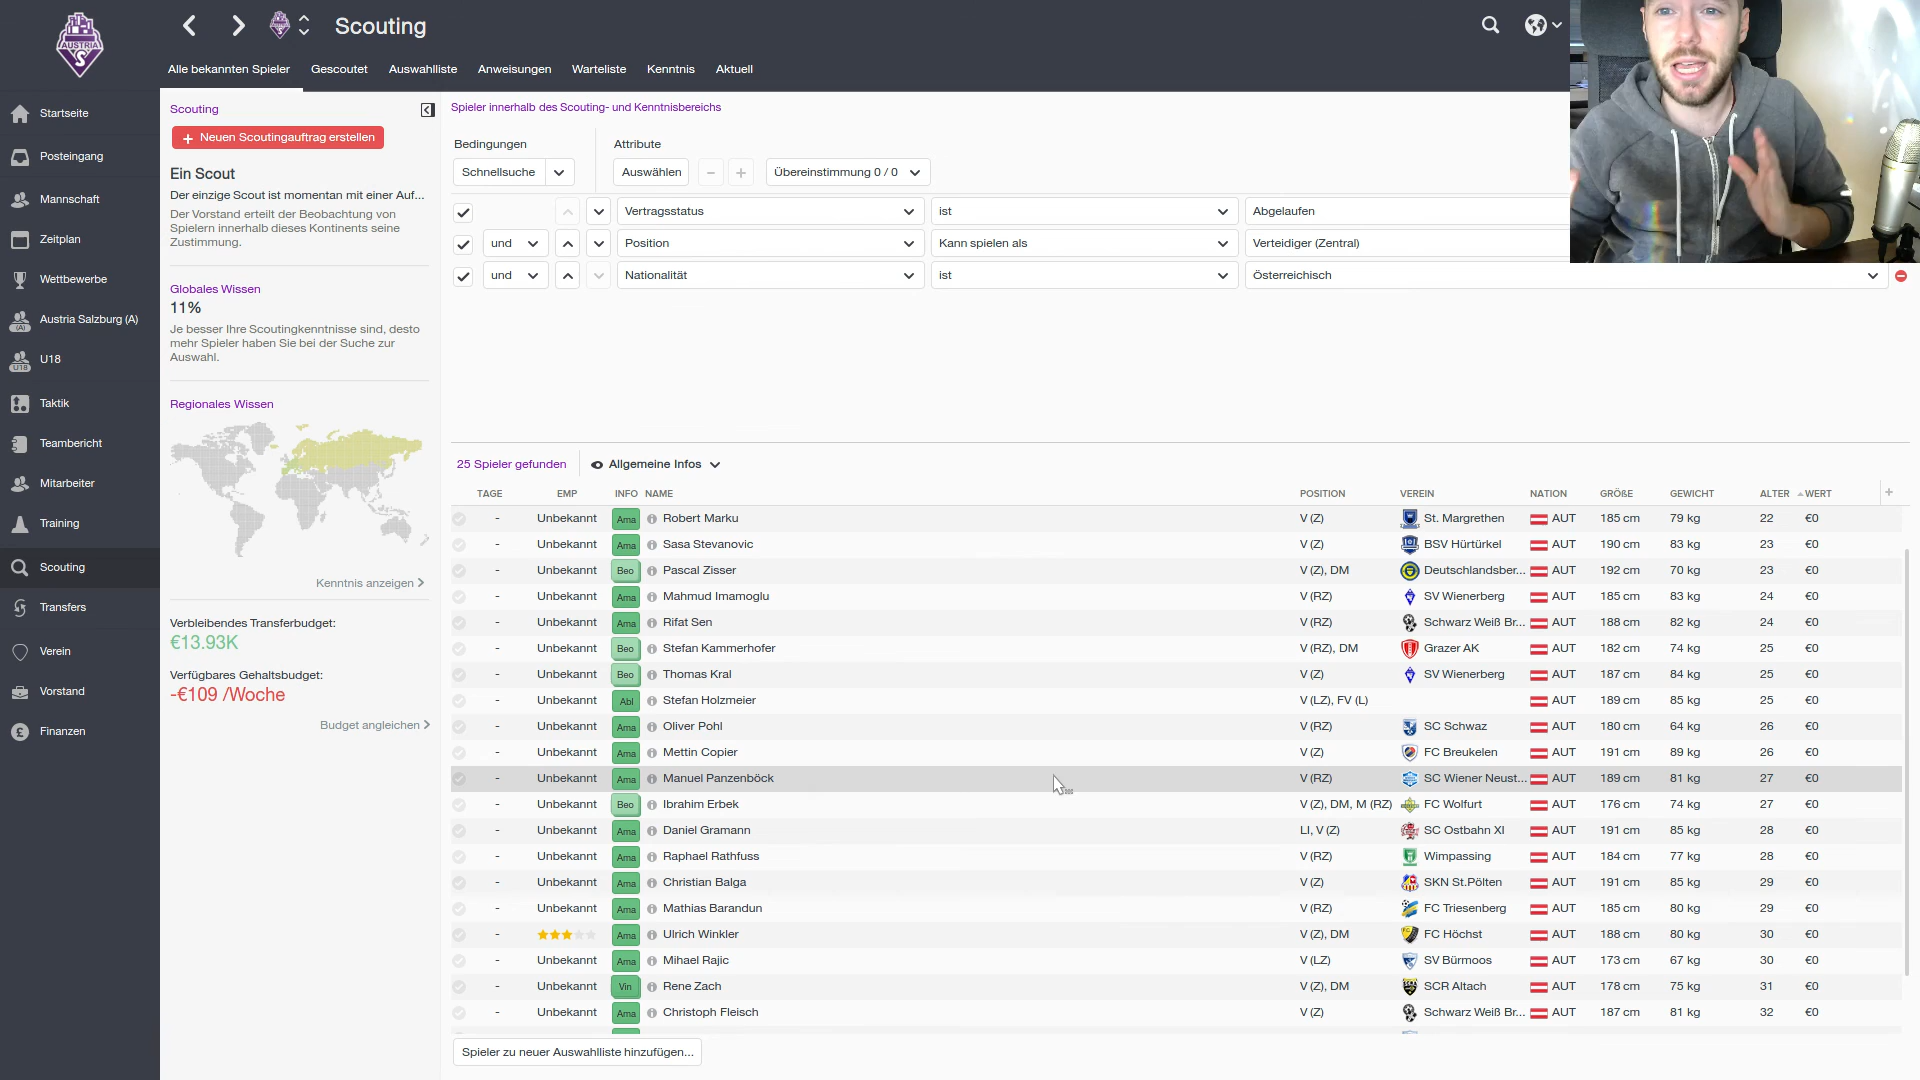 AUSTRIA
S
Scouting
Alle bekannten Spieler
Gescoutet
Auswahlliste
Anweisungen
Warteliste
Kenntnis
Aktuell
Startseite
Posteingang
Mannschaft
Zeitplan
Wettbewerbe
Austria Salzburg (A)
U18
Taktik
Teambericht
Mitarbeiter
Training
Scouting
Transfers
Verein
Vorstand
Finanzen
Scouting
+ Neuen Scoutingauftrag erstellen
Ein Scout
Der einzige Scout ist momentan mit einer Auf...
Der Vorstand erteilt der Beobachtung von
Spielern innerhalb dieses Kontinents seine
Zustimmung.
Globales Wissen
11%
Je besser Ihre Scoutingkenntnisse sind, desto
mehr Spieler haben Sie bei der Suche zur
Auswahl.
Regionales Wissen
Kenntnis anzeigen
Verbleibendes Transferbudget:
€13.93K
Verfügbares Gehaltsbudget:
-€109 /Woche
Budget angleichen
Spieler innerhalb des Scouting- und Kenntnisbereichs
Bedingungen
Attribute
Schnellsuche
Auswählen
Übereinstimmung 0 / 0
Vertragsstatus ist Abgelaufen
und Position Kann spielen als Verteidiger (Zentral)
und Nationalität ist Österreichisch
25 Spieler gefunden
Allgemeine Infos
TAGE EMP INFO NAME POSITION VEREIN NATION GRÖßE GEWICHT ALTER WERT
- Unbekannt Ama Robert Marku V (Z) St. Margrethen AUT 185 cm 79 kg 22 €0
- Unbekannt Ama Sasa Stevanovic V (Z) BSV Hürtürkel AUT 190 cm 83 kg 23 €0
- Unbekannt Beo Pascal Zisser V (Z), DM Deutschlandsber... AUT 192 cm 70 kg 23 €0
- Unbekannt Ama Mahmud Imamoglu V (RZ) SV Wienerberg AUT 185 cm 83 kg 24 €0
- Unbekannt Ama Rifat Sen V (RZ) Schwarz Weiß Br... AUT 188 cm 82 kg 24 €0
- Unbekannt Beo Stefan Kammerhofer V (RZ), DM Grazer AK AUT 182 cm 74 kg 25 €0
- Unbekannt Beo Thomas Kral V (Z) SV Wienerberg AUT 187 cm 84 kg 25 €0
- Unbekannt Abl Stefan Holzmeier V (LZ), FV (L) AUT 189 cm 85 kg 25 €0
- Unbekannt Ama Oliver Pohl V (RZ) SC Schwaz AUT 180 cm 64 kg 26 €0
- Unbekannt Ama Mettin Copier V (Z) FC Breukelen AUT 191 cm 89 kg 26 €0
- Unbekannt Ama Manuel Panzenböck V (RZ) SC Wiener Neust... AUT 189 cm 81 kg 27 €0
- Unbekannt Beo Ibrahim Erbek V (Z), DM, M (RZ) FC Wolfurt AUT 176 cm 74 kg 27 €0
- Unbekannt Ama Daniel Gramann LI, V (Z) SC Ostbahn XI AUT 191 cm 85 kg 28 €0
- Unbekannt Ama Raphael Rathfuss V (RZ) Wimpassing AUT 184 cm 77 kg 28 €0
- Unbekannt Ama Christian Balga V (Z) SKN St.Pölten AUT 191 cm 85 kg 29 €0
- Unbekannt Ama Mathias Barandun V (RZ) FC Triesenberg AUT 185 cm 80 kg 29 €0
- Ama Ulrich Winkler V (Z), DM FC Höchst AUT 188 cm 80 kg 30 €0
- Unbekannt Ama Mihael Rajic V (LZ) SV Bürmoos AUT 173 cm 67 kg 30 €0
- Unbekannt Vin Rene Zach V (Z), DM SCR Altach AUT 178 cm 75 kg 31 €0
- Unbekannt Ama Christoph Fleisch V (Z) Schwarz Weiß Br... AUT 187 cm 81 kg 32 €0
Spieler zu neuer Auswahlliste hinzufügen...